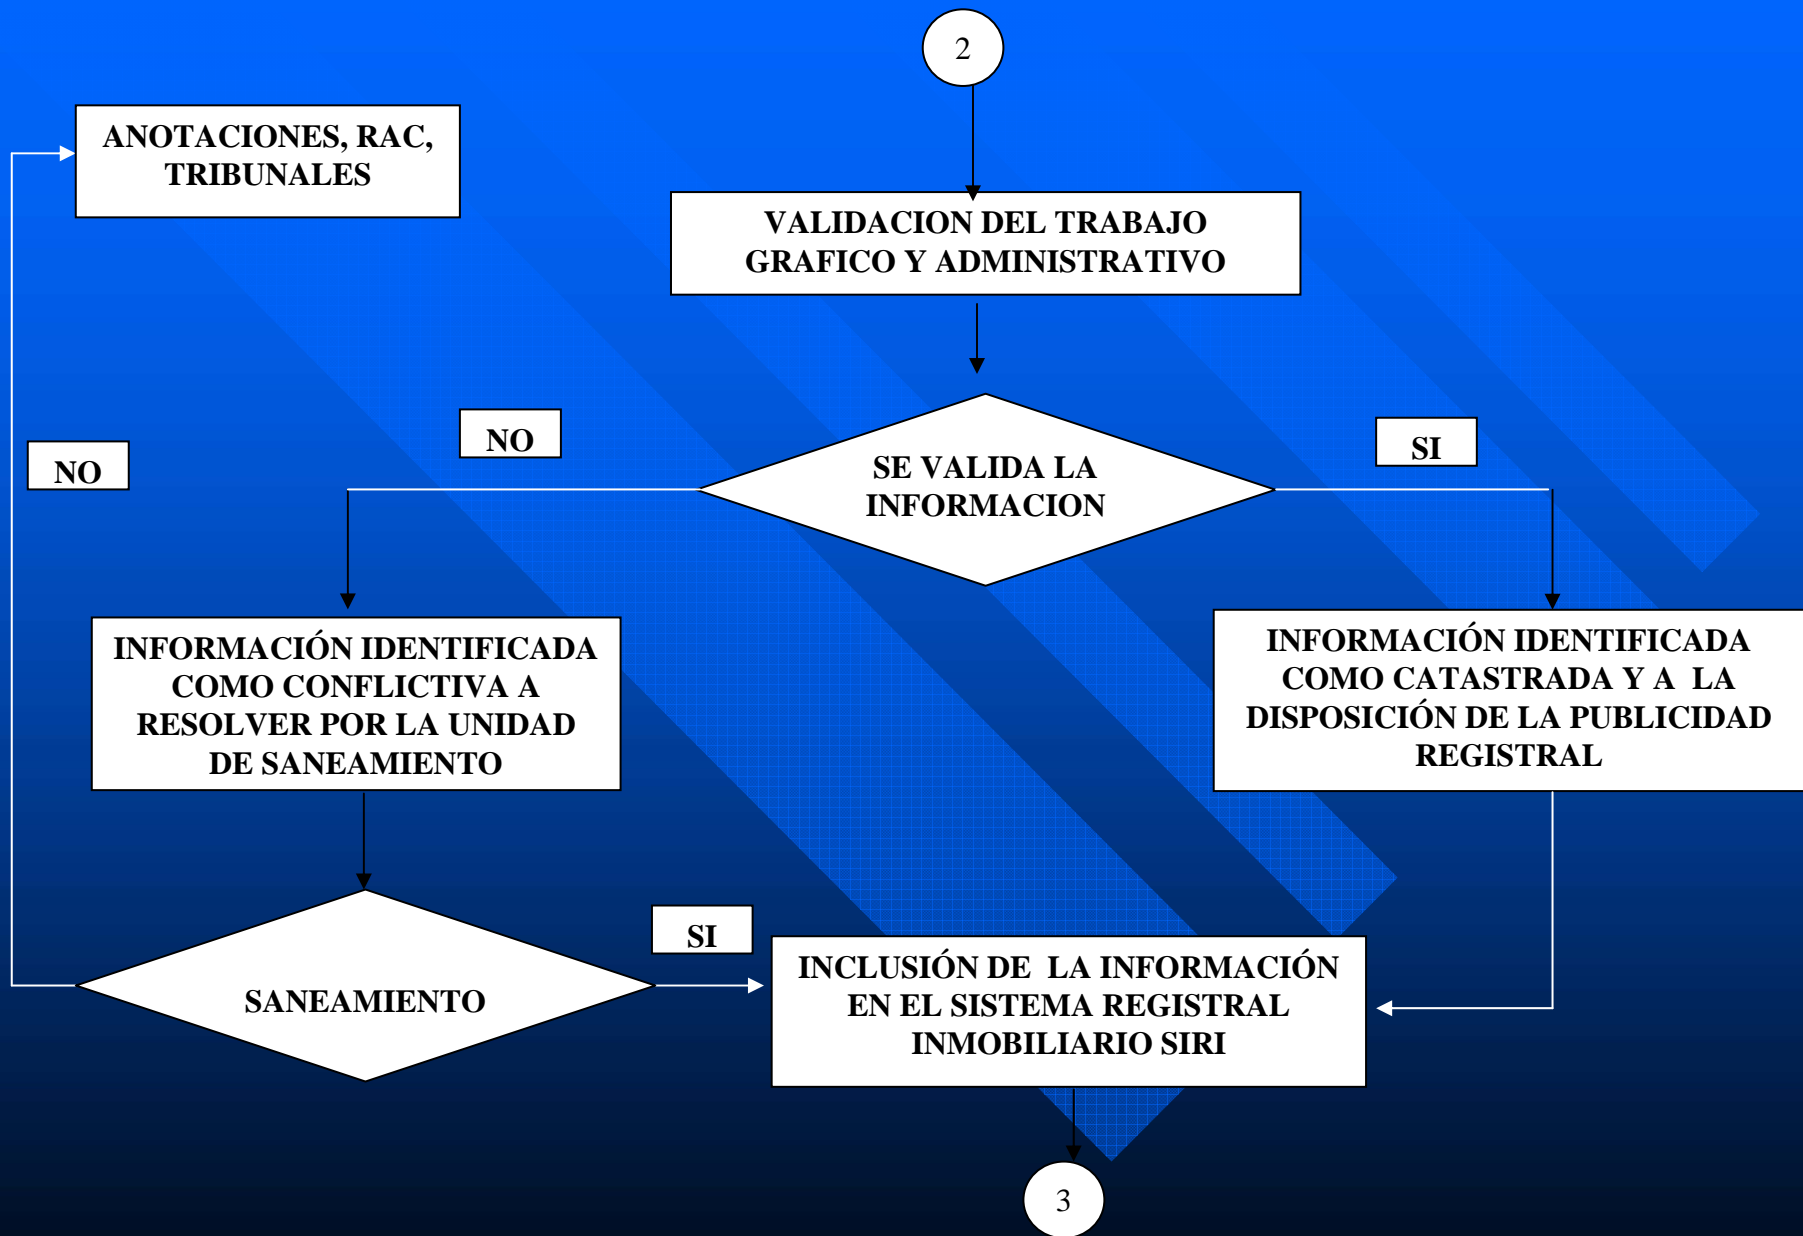 2
ANOTACIONES, RAC,
TRIBUNALES
VALIDACION DEL TRABAJO
GRAFICO Y ADMINISTRATIVO
NO
NO
SI
SE VALIDA LA
INFORMACION
INFORMACIÓN IDENTIFICADA
COMO CONFLICTIVA A
RESOLVER POR LA UNIDAD
DE SANEAMIENTO
INFORMACIÓN IDENTIFICADA
COMO CATASTRADA Y A LA
DISPOSICIÓN DE LA PUBLICIDAD
REGISTRAL
SANEAMIENTO
SI
INCLUSIÓN DE LA INFORMACIÓN
EN EL SISTEMA REGISTRAL
INMOBILIARIO SIRI
3